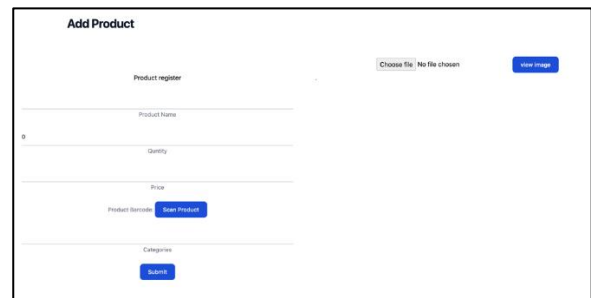 Add Product
Choose file No file chosen
view image
Product register
Product Name
0
Qentity
Price
Product Barcode: Scan Product
Categories
Submit